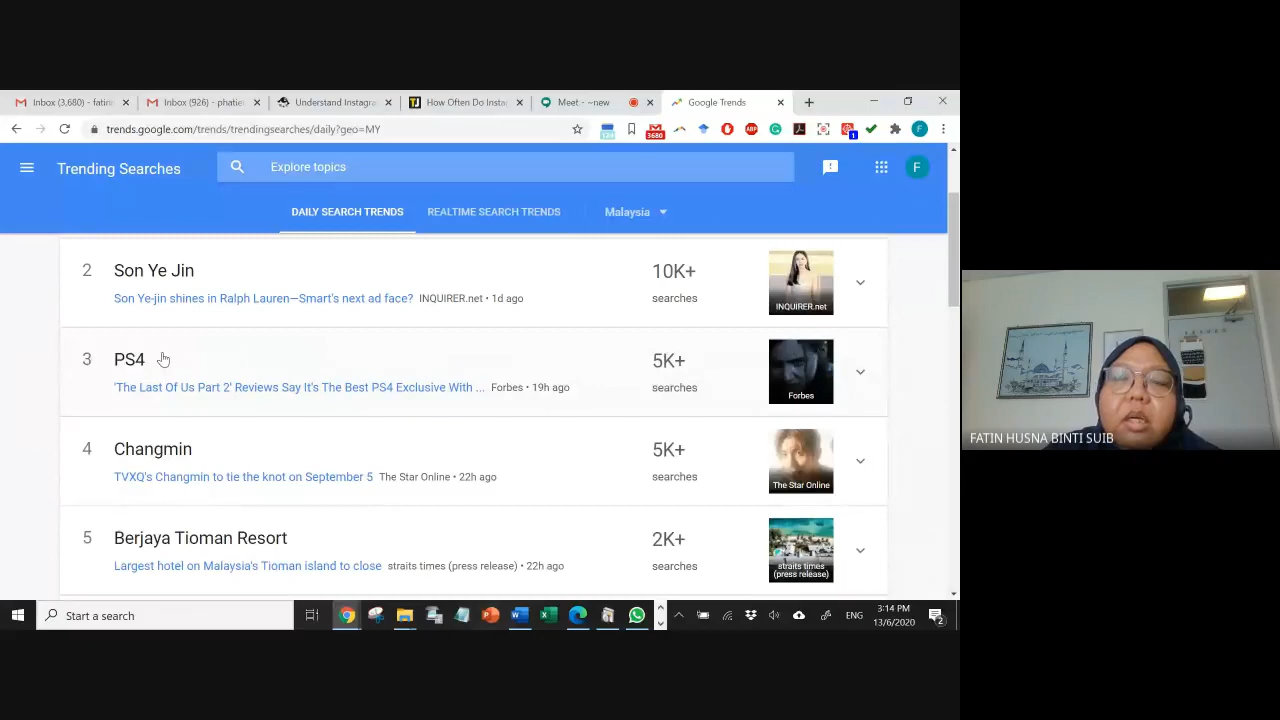 Inbox (3,680) - fatin
Inbox (926) - phatie
Understand Instagra
How Often Do Insta
Meet - ~new
Google Trends
trends.google.com/trends/trendingsearches/daily?geo=MY
3680
ABP
1
F
Trending Searches
Explore topics
F
DAILY SEARCH TRENDS
REALTIME SEARCH TRENDS
Malaysia
2
Son Ye Jin
10K+
Son Ye-jin shines in Ralph Lauren—Smart's next ad face? INQUIRER.net • 1d ago
searches
INQUIRER.net
3
PS4
5K+
'The Last Of Us Part 2' Reviews Say It's The Best PS4 Exclusive With ... Forbes • 19h ago
searches
Forbes
4
Changmin
5K+
TVXQ's Changmin to tie the knot on September 5 The Star Online • 22h ago
searches
The Star Online
5
Berjaya Tioman Resort
2K+
Largest hotel on Malaysia's Tioman island to close straits times (press release) • 22h ago
searches
straits times
(press release)
FATIN HUSNA BINTI SUIB
Start a search
ENG
3:14 PM
13/6/2020
2